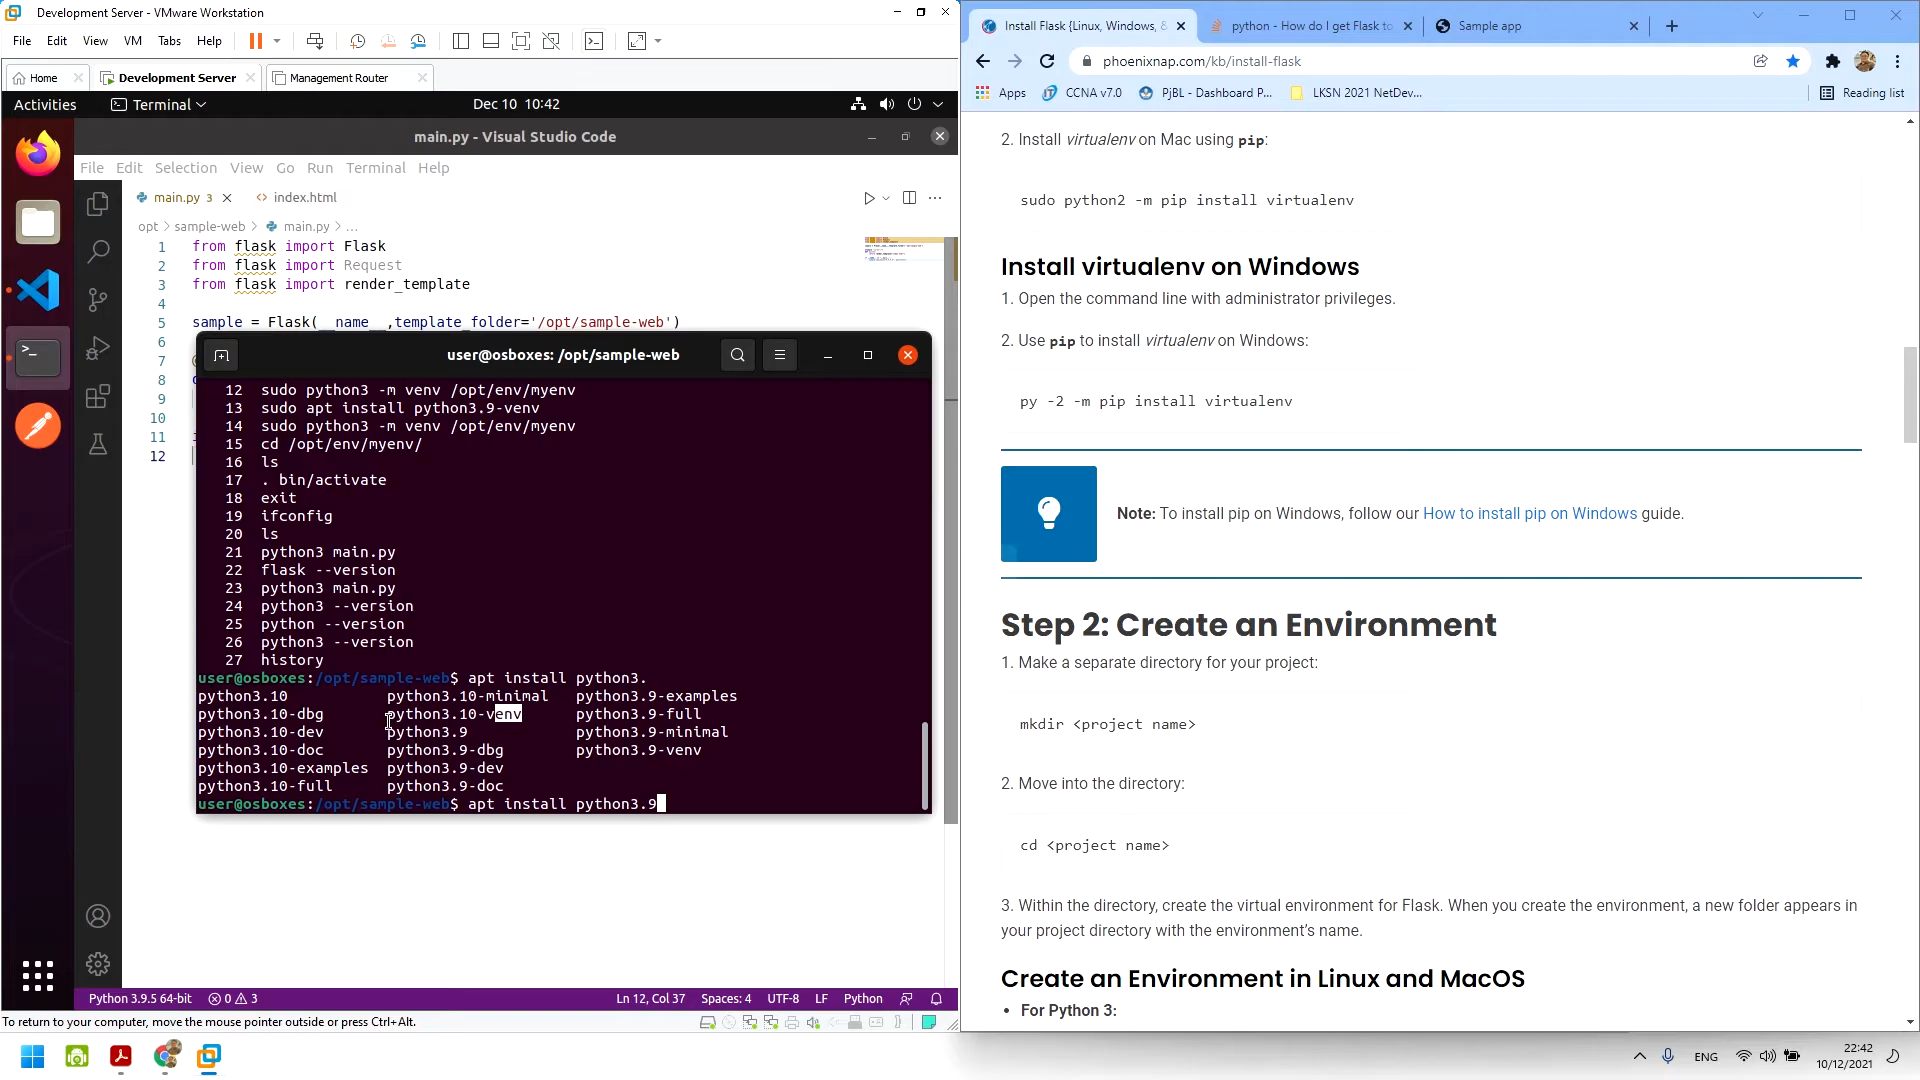 Development Server - VMware Workstation
File Edit View VM Tabs Help
Home Development Server Management Router
Activities Terminal Dec 10 10:42
main.py - Visual Studio Code
File Edit Selection View Go Run Terminal Help
main.py 3 index.html
opt > sample-web > main.py > ...
1 from flask import Flask
2 from flask import Request
3 from flask import render_template
4
5 sample = Flask(__name__,template_folder='/opt/sample-web')
6
7
8
9
10
11
12
user@osboxes: /opt/sample-web
12 sudo python3 -m venv /opt/env/myenv
13 sudo apt install python3.9-venv
14 sudo python3 -m venv /opt/env/myenv
15 cd /opt/env/myenv/
16 ls
17 . bin/activate
18 exit
19 ifconfig
20 ls
21 python3 main.py
22 flask --version
23 python3 main.py
24 python3 --version
25 python --version
26 python3 --version
27 history
user@osboxes:/opt/sample-web$ apt install python3.
python3.10 python3.10-minimal python3.9-examples
python3.10-dbg python3.10-venv python3.9-full
python3.10-dev python3.9 python3.9-minimal
python3.10-doc python3.9-dbg python3.9-venv
python3.10-examples python3.9-dev
python3.10-full python3.9-doc
user@osboxes:/opt/sample-web$ apt install python3.9
Python 3.9.5 64-bit 0 3 Ln 12, Col 37 Spaces: 4 UTF-8 LF Python
To return to your computer, move the mouse pointer outside or press Ctrl+Alt.
Install Flask {Linux, Windows, & python - How do I get Flask to Sample app
phoenixnap.com/kb/install-flask
Apps CCNA v7.0 PjBL - Dashboard P... LKSN 2021 NetDev... Reading list
2. Install virtualenv on Mac using pip:
sudo python2 -m pip install virtualenv
Install virtualenv on Windows
1. Open the command line with administrator privileges.
2. Use pip to install virtualenv on Windows:
py -2 -m pip install virtualenv
Note: To install pip on Windows, follow our How to install pip on Windows guide.
Step 2: Create an Environment
1. Make a separate directory for your project:
mkdir <project name>
2. Move into the directory:
cd <project name>
3. Within the directory, create the virtual environment for Flask. When you create the environment, a new folder appears in
your project directory with the environment's name.
Create an Environment in Linux and MacOS
• For Python 3:
ENG 22:42
10/12/2021